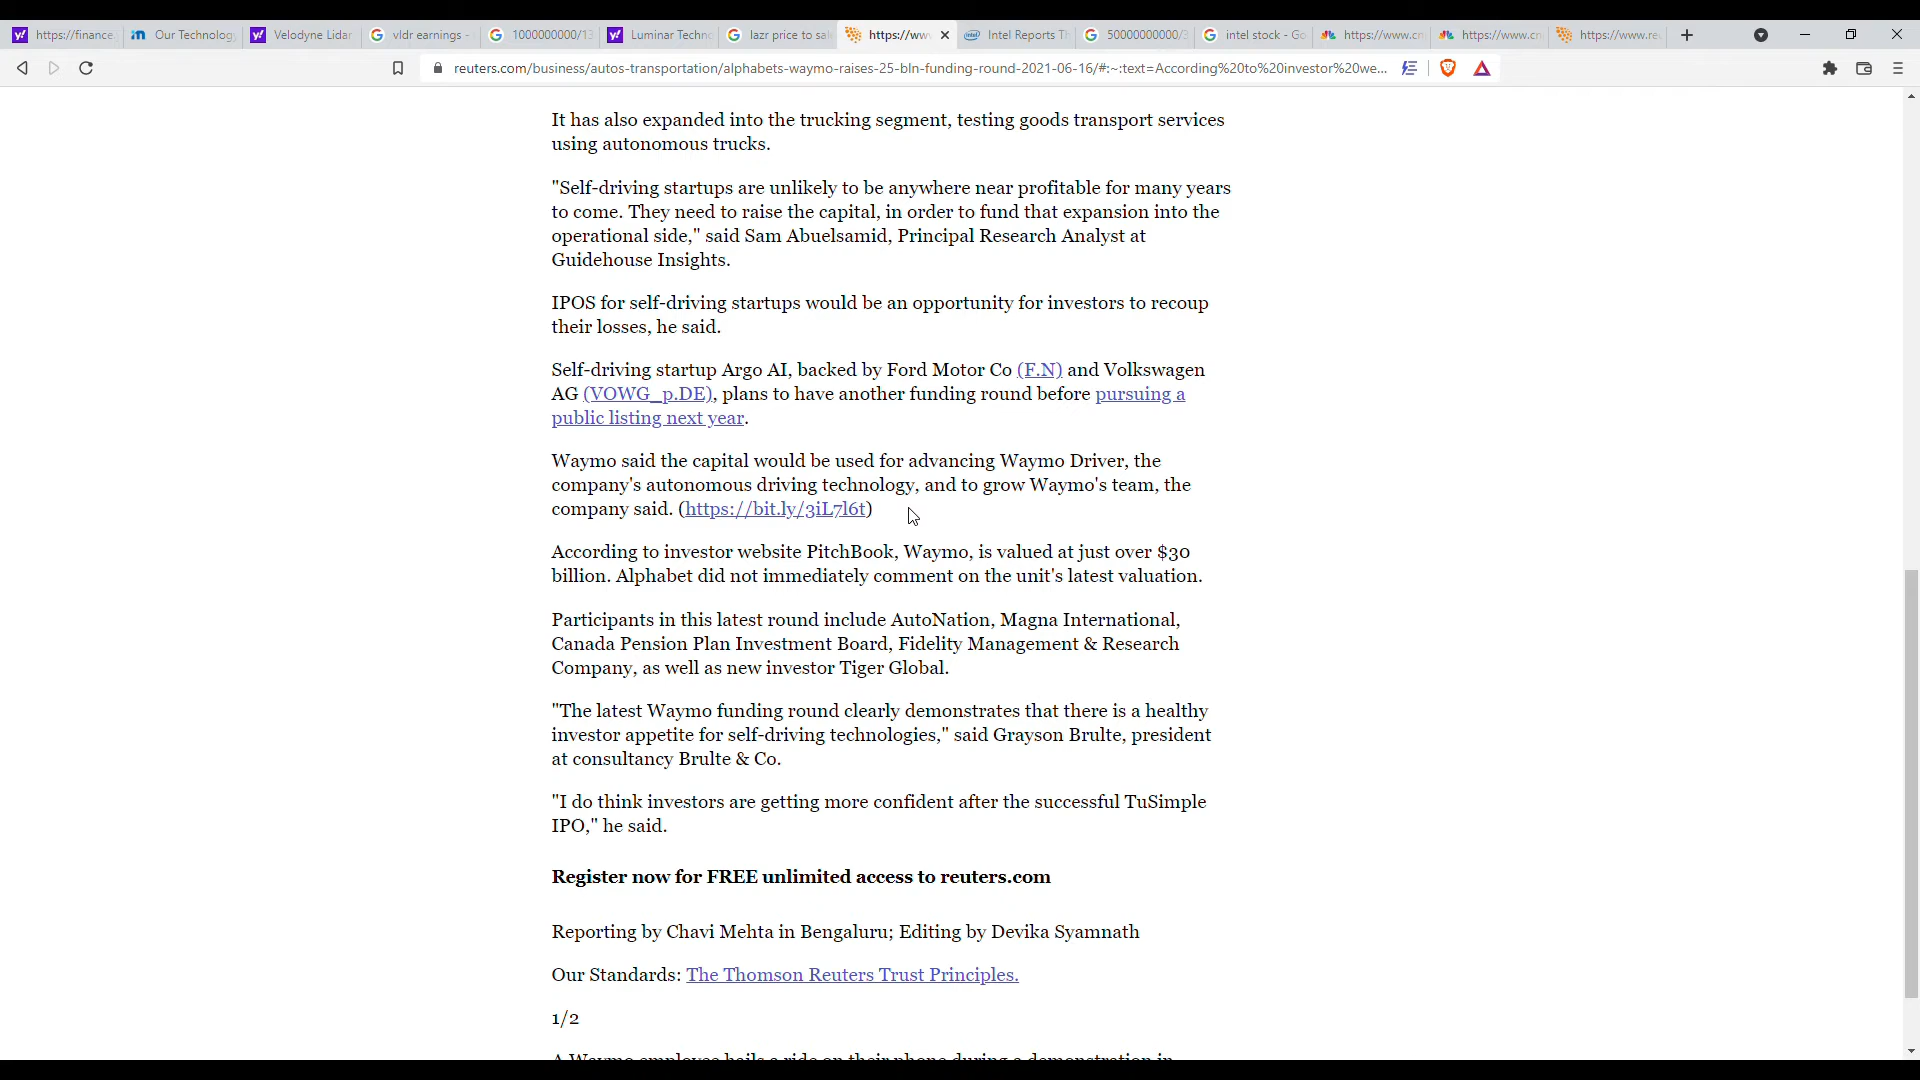 https://finance.
Our Technology
Velodyne Lidar
vldr earnings -
1000000000/13
Luminar Techno
lazr price to sal
https://www
Intel Reports Th
50000000000/3
intel stock - Go
https://www.cn
https://www.cn
https://www.re
reuters.com/business/autos-transportation/alphabets-waymo-raises-25-bln-funding-round-2021-06-16/#:~:text=According%20to%20investor%20we...
It has also expanded into the trucking segment, testing goods transport services
using autonomous trucks.
"Self-driving startups are unlikely to be anywhere near profitable for many years
to come. They need to raise the capital, in order to fund that expansion into the
operational side," said Sam Abuelsamid, Principal Research Analyst at
Guidehouse Insights.
IPOS for self-driving startups would be an opportunity for investors to recoup
their losses, he said.
Self-driving startup Argo AI, backed by Ford Motor Co (F.N) and Volkswagen
AG (VOWG_p.DE), plans to have another funding round before pursuing a
public listing next year.
Waymo said the capital would be used for advancing Waymo Driver, the
company's autonomous driving technology, and to grow Waymo's team, the
company said. (https://bit.ly/3iL7l6t)
According to investor website PitchBook, Waymo, is valued at just over $30
billion. Alphabet did not immediately comment on the unit's latest valuation.
Participants in this latest round include AutoNation, Magna International,
Canada Pension Plan Investment Board, Fidelity Management & Research
Company, as well as new investor Tiger Global.
"The latest Waymo funding round clearly demonstrates that there is a healthy
investor appetite for self-driving technologies," said Grayson Brulte, president
at consultancy Brulte & Co.
"I do think investors are getting more confident after the successful TuSimple
IPO," he said.
Register now for FREE unlimited access to reuters.com
Reporting by Chavi Mehta in Bengaluru; Editing by Devika Syamnath
Our Standards: The Thomson Reuters Trust Principles.
1/2
A Waymo employee hails a ride on their phone during a demonstration in